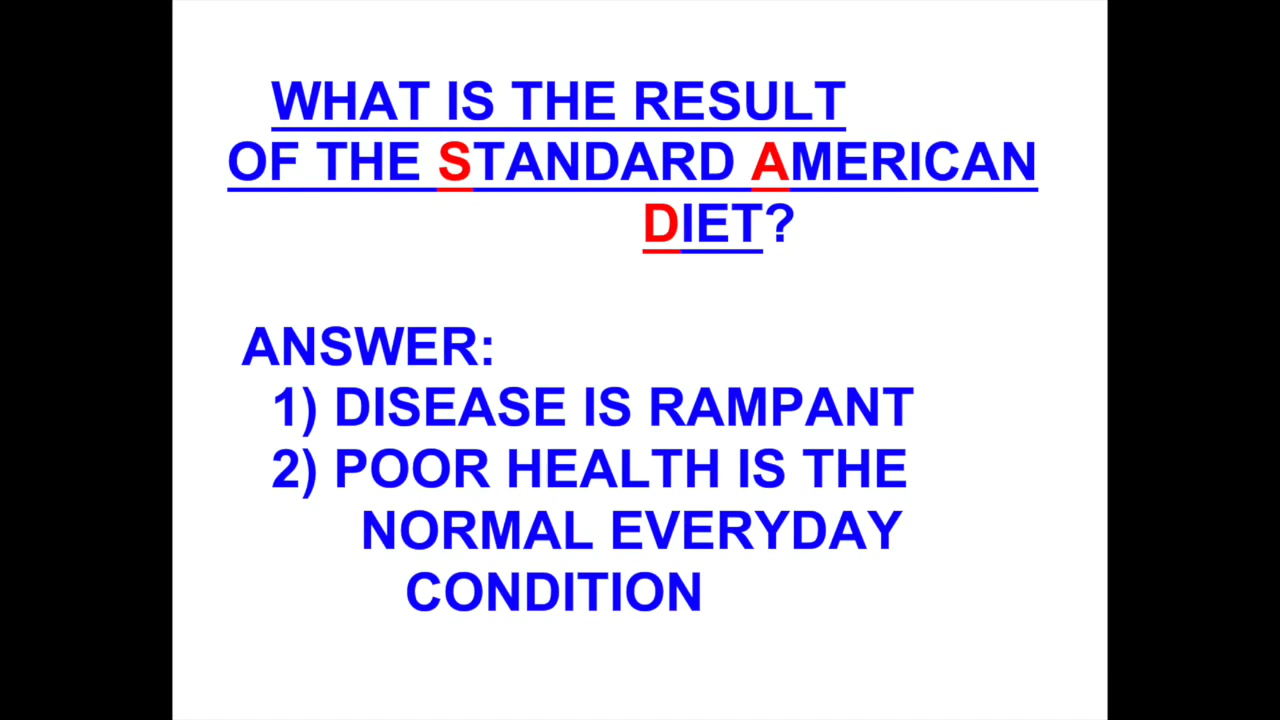 WHAT IS THE RESULT
OF THE STANDARD AMERICAN
DIET?
ANSWER:
1) DISEASE IS RAMPANT
2) POOR HEALTH IS THE
NORMAL EVERYDAY
CONDITION